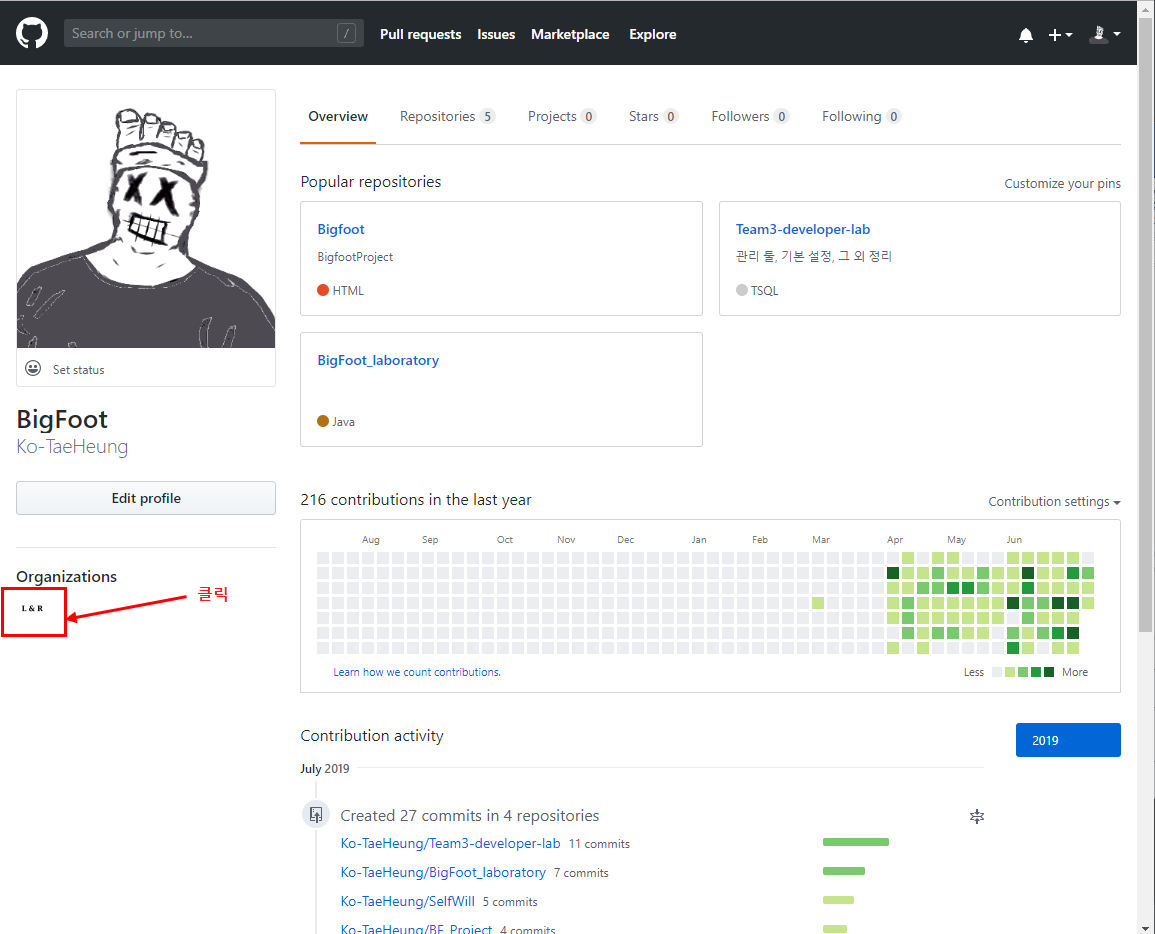 Search or jump to... /
Pull requests Issues Marketplace Explore
Overview Repositories 5 Projects 0 Stars 0 Followers 0 Following 0
Set status
BigFoot
Ko-TaeHeung
Edit profile
Organizations
L & R
클릭
Popular repositories
Customize your pins
Bigfoot
BigfootProject
HTML
Team3-developer-lab
관리 툴, 기본 설정, 그 외 정리
TSQL
BigFoot_laboratory
Java
216 contributions in the last year
Contribution settings
Aug Sep Oct Nov Dec Jan Feb Mar Apr May Jun
Learn how we count contributions.
Less More
Contribution activity
2019
July 2019
Created 27 commits in 4 repositories
Ko-TaeHeung/Team3-developer-lab 11 commits
Ko-TaeHeung/BigFoot_laboratory 7 commits
Ko-TaeHeung/SelfWill 5 commits
Ko-TaeHeung/BF_Project 4 commits